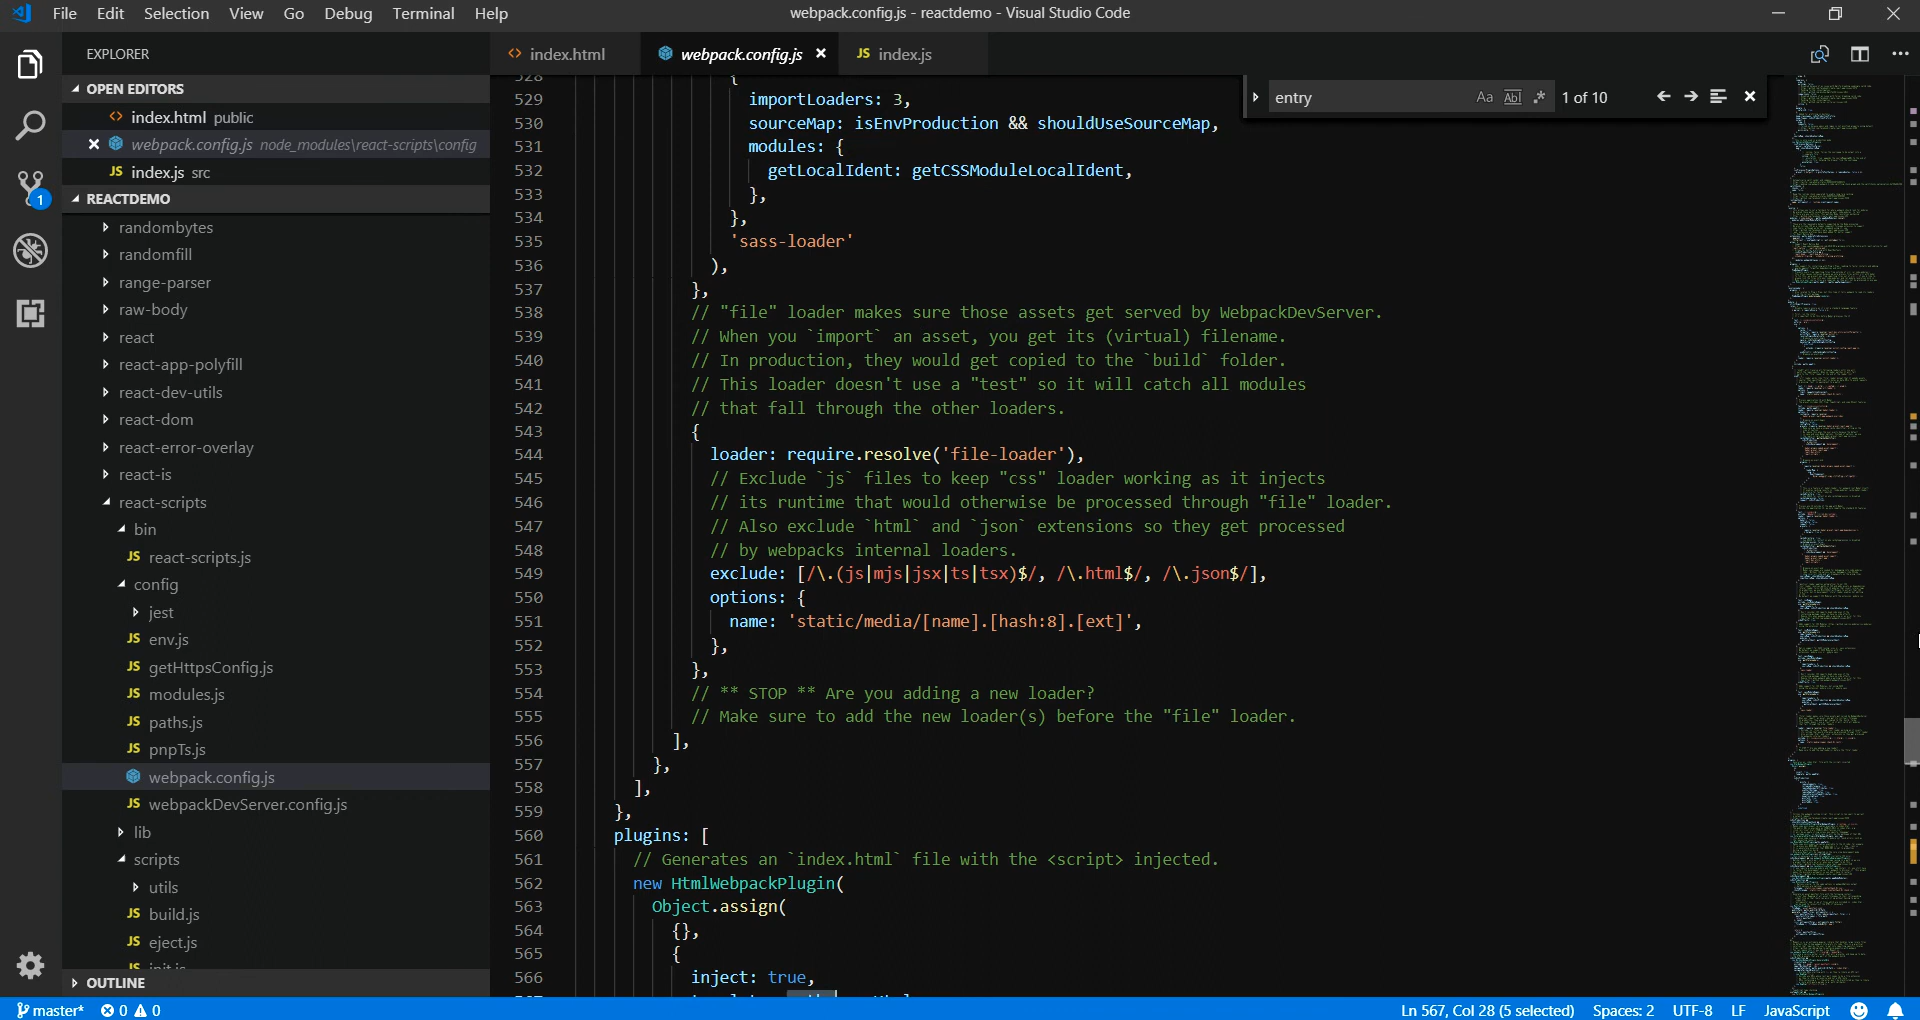 File Edit Selection View Go Debug Terminal Help
webpack.config.js - reactdemo - Visual Studio Code
EXPLORER
OPEN EDITORS
index.html public
webpack.config.js node_modules\react-scripts\config
index.js src
1
REACTDEMO
randombytes
randomfill
range-parser
raw-body
react
react-app-polyfill
react-dev-utils
react-dom
react-error-overlay
react-is
react-scripts
bin
JS react-scripts.js
config
jest
JS env.js
JS getHttpsConfig.js
JS modules.js
JS paths.js
JS pnpTs.js
webpack.config.js
JS webpackDevServer.config.js
lib
scripts
utils
JS build.js
JS eject.js
JS init.js
OUTLINE
index.html
webpack.config.js
JS index.js
entry Aa Abl .* 1 of 10
528 {
529 importLoaders: 3,
530 sourceMap: isEnvProduction && shouldUseSourceMap,
531 modules: {
532 getLocalIdent: getCSSModuleLocalIdent,
533 },
534 },
535 'sass-loader'
536 ),
537 },
538 // "file" loader makes sure those assets get served by WebpackDevServer.
539 // When you `import` an asset, you get its (virtual) filename.
540 // In production, they would get copied to the `build` folder.
541 // This loader doesn't use a "test" so it will catch all modules
542 // that fall through the other loaders.
543 {
544 loader: require.resolve('file-loader'),
545 // Exclude `js` files to keep "css" loader working as it injects
546 // its runtime that would otherwise be processed through "file" loader.
547 // Also exclude `html` and `json` extensions so they get processed
548 // by webpacks internal loaders.
549 exclude: [/\.(js|mjs|jsx|ts|tsx)$/, /\.html$/, /\.json$/],
550 options: {
551 name: 'static/media/[name].[hash:8].[ext]',
552 },
553 },
554 // ** STOP ** Are you adding a new loader?
555 // Make sure to add the new loader(s) before the "file" loader.
556 ],
557 },
558 ],
559 },
560 plugins: [
561 // Generates an `index.html` file with the <script> injected.
562 new HtmlWebpackPlugin(
563 Object.assign(
564 {},
565 {
566 inject: true,
master* 0 0
Ln 567, Col 28 (5 selected) Spaces: 2 UTF-8 LF JavaScript